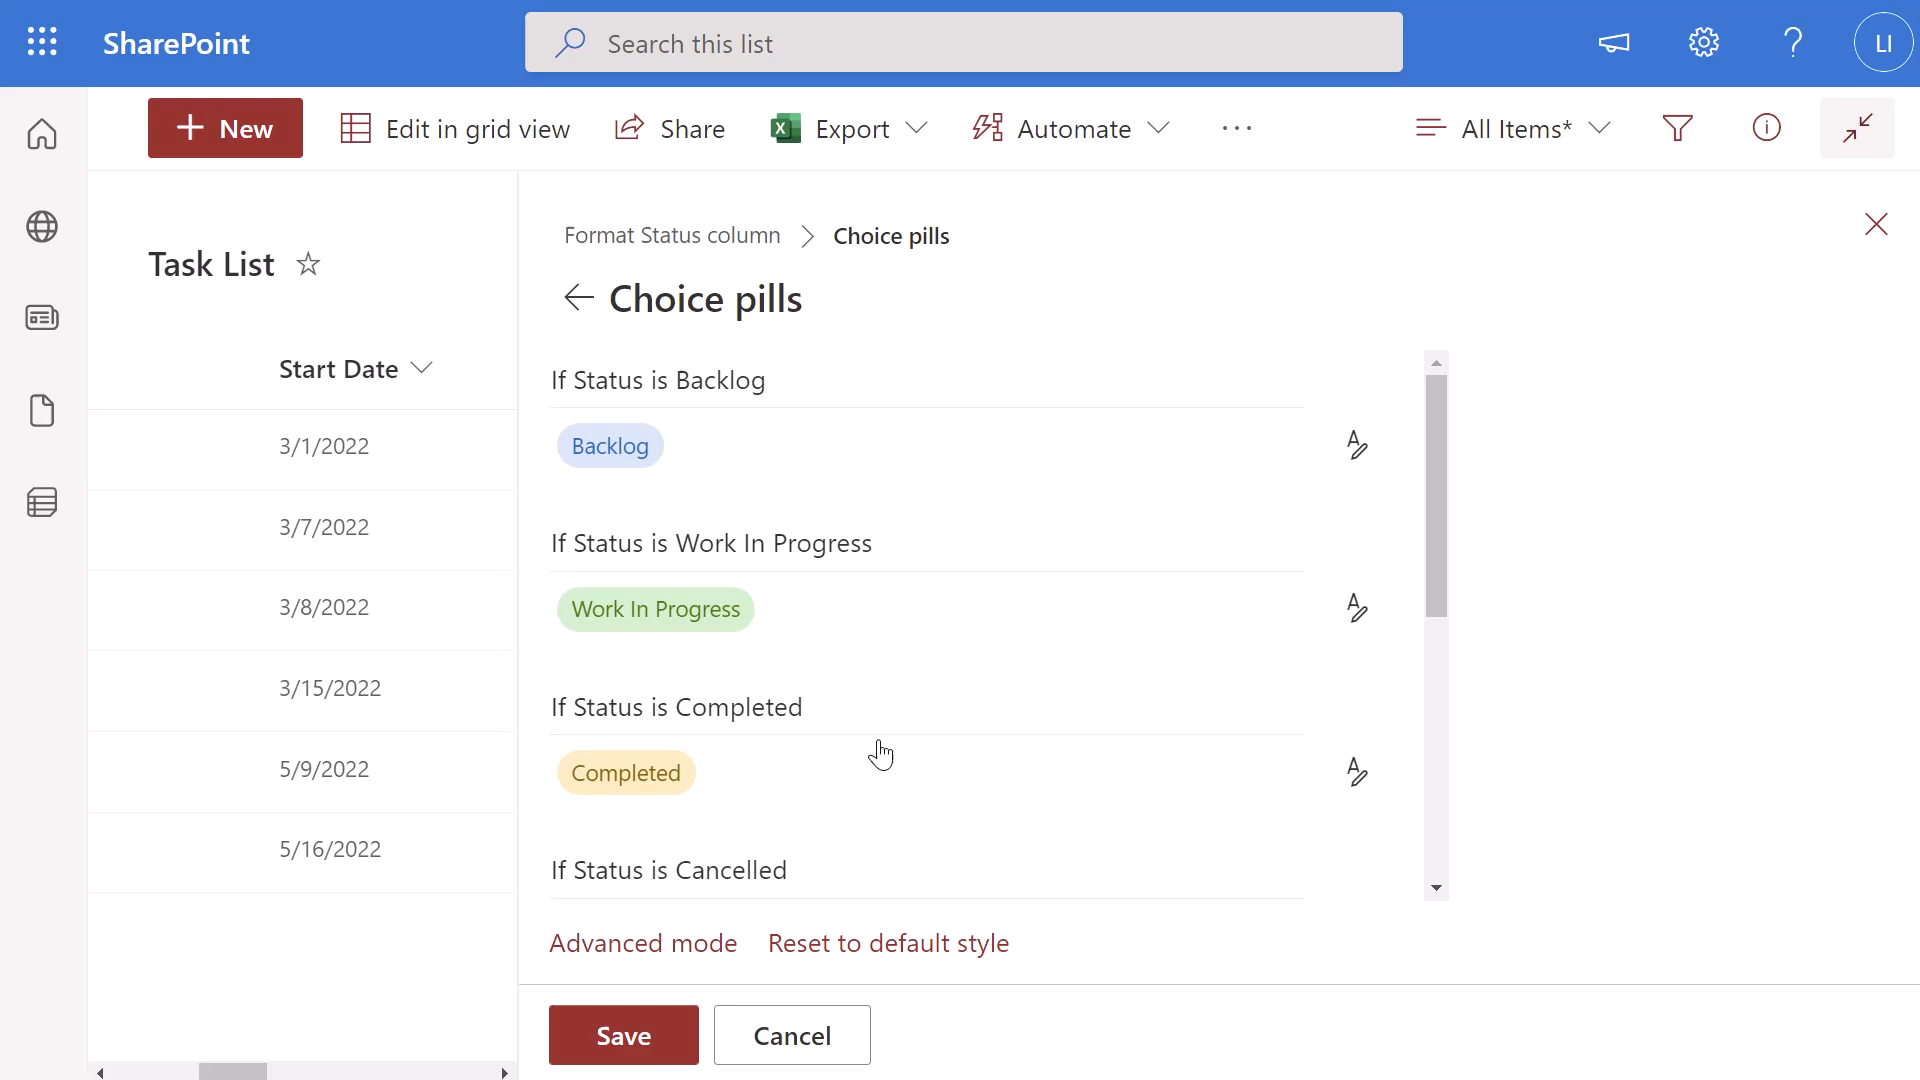 SharePoint
Search this list
LI
New
Edit in grid view
Share
Export
Automate
All Items*
Task List
Start Date
3/1/2022
3/7/2022
3/8/2022
3/15/2022
5/9/2022
5/16/2022
Format Status column > Choice pills
Choice pills
If Status is Backlog
Backlog
If Status is Work In Progress
Work In Progress
If Status is Completed
Completed
If Status is Cancelled
Advanced mode
Reset to default style
Save
Cancel